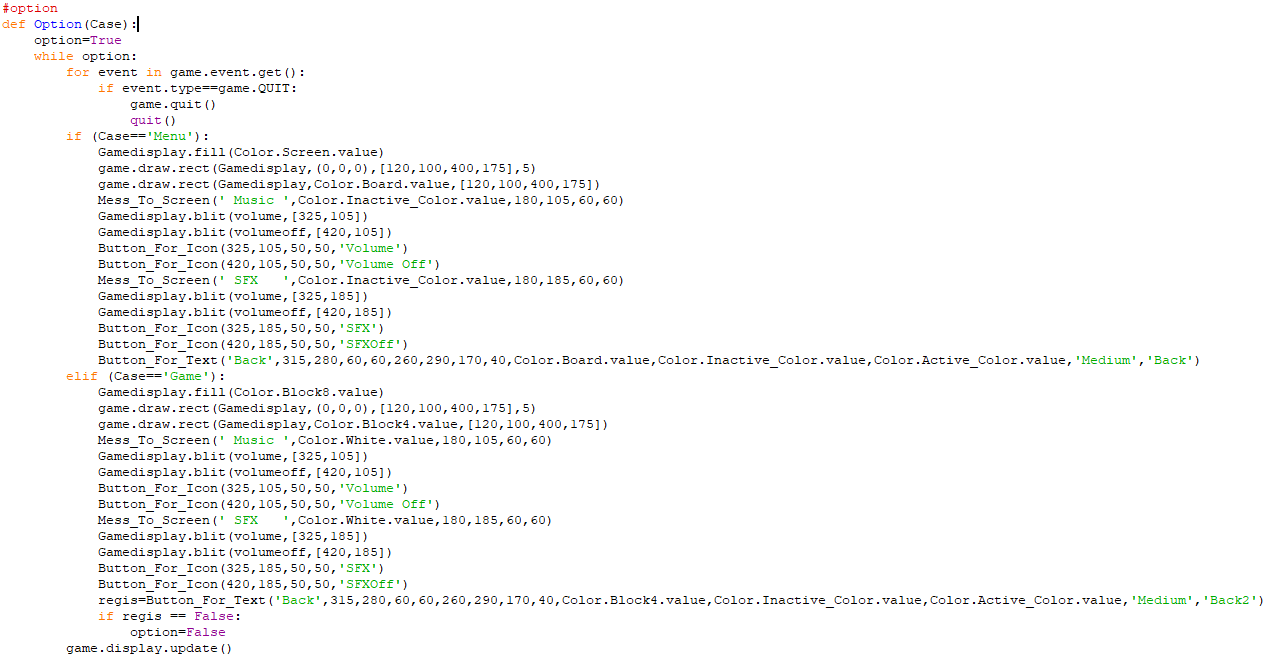 #option
def Option(Case):
    option=True
    while option:
        for event in game.event.get():
            if event.type==game.QUIT:
                game.quit()
                quit()
        if (Case=='Menu'):
            Gamedisplay.fill(Color.Screen.value)
            game.draw.rect(Gamedisplay,(0,0,0),[120,100,400,175],5)
            game.draw.rect(Gamedisplay,Color.Board.value,[120,100,400,175])
            Mess_To_Screen(' Music ',Color.Inactive_Color.value,180,105,60,60)
            Gamedisplay.blit(volume,[325,105])
            Gamedisplay.blit(volumeoff,[420,105])
            Button_For_Icon(325,105,50,50,'Volume')
            Button_For_Icon(420,105,50,50,'Volume Off')
            Mess_To_Screen(' SFX   ',Color.Inactive_Color.value,180,185,60,60)
            Gamedisplay.blit(volume,[325,185])
            Gamedisplay.blit(volumeoff,[420,185])
            Button_For_Icon(325,185,50,50,'SFX')
            Button_For_Icon(420,185,50,50,'SFXOff')
            Button_For_Text('Back',315,280,60,60,260,290,170,40,Color.Board.value,Color.Inactive_Color.value,Color.Active_Color.value,'Medium','Back')
        elif (Case=='Game'):
            Gamedisplay.fill(Color.Block8.value)
            game.draw.rect(Gamedisplay,(0,0,0),[120,100,400,175],5)
            game.draw.rect(Gamedisplay,Color.Block4.value,[120,100,400,175])
            Mess_To_Screen(' Music ',Color.White.value,180,105,60,60)
            Gamedisplay.blit(volume,[325,105])
            Gamedisplay.blit(volumeoff,[420,105])
            Button_For_Icon(325,105,50,50,'Volume')
            Button_For_Icon(420,105,50,50,'Volume Off')
            Mess_To_Screen(' SFX   ',Color.White.value,180,185,60,60)
            Gamedisplay.blit(volume,[325,185])
            Gamedisplay.blit(volumeoff,[420,185])
            Button_For_Icon(325,185,50,50,'SFX')
            Button_For_Icon(420,185,50,50,'SFXOff')
            regis=Button_For_Text('Back',315,280,60,60,260,290,170,40,Color.Block4.value,Color.Inactive_Color.value,Color.Active_Color.value,'Medium','Back2')
            if regis == False:
                option=False
        game.display.update()